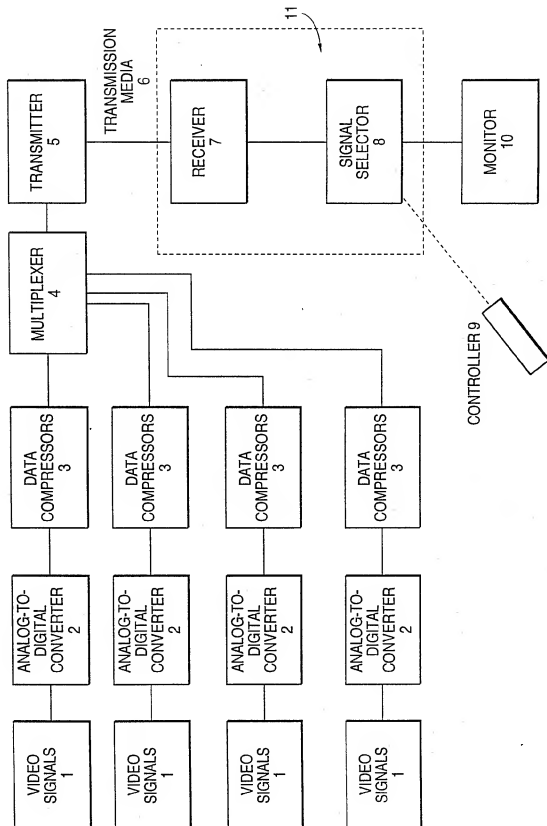 VIDEO
SIGNALS
1
ANALOG-TO-
DIGITAL
CONVERTER
2
DATA
COMPRESSORS
3
MULTIPLEXER
4
TRANSMITTER
5
VIDEO
SIGNALS
1
ANALOG-TO-
DIGITAL
CONVERTER
2
DATA
COMPRESSORS
3
VIDEO
SIGNALS
1
ANALOG-TO-
DIGITAL
CONVERTER
2
DATA
COMPRESSORS
3
VIDEO
SIGNALS
1
ANALOG-TO-
DIGITAL
CONVERTER
2
DATA
COMPRESSORS
3
TRANSMISSION
MEDIA
6
11
RECEIVER
7
SIGNAL
SELECTOR
8
CONTROLLER 9
MONITOR
10